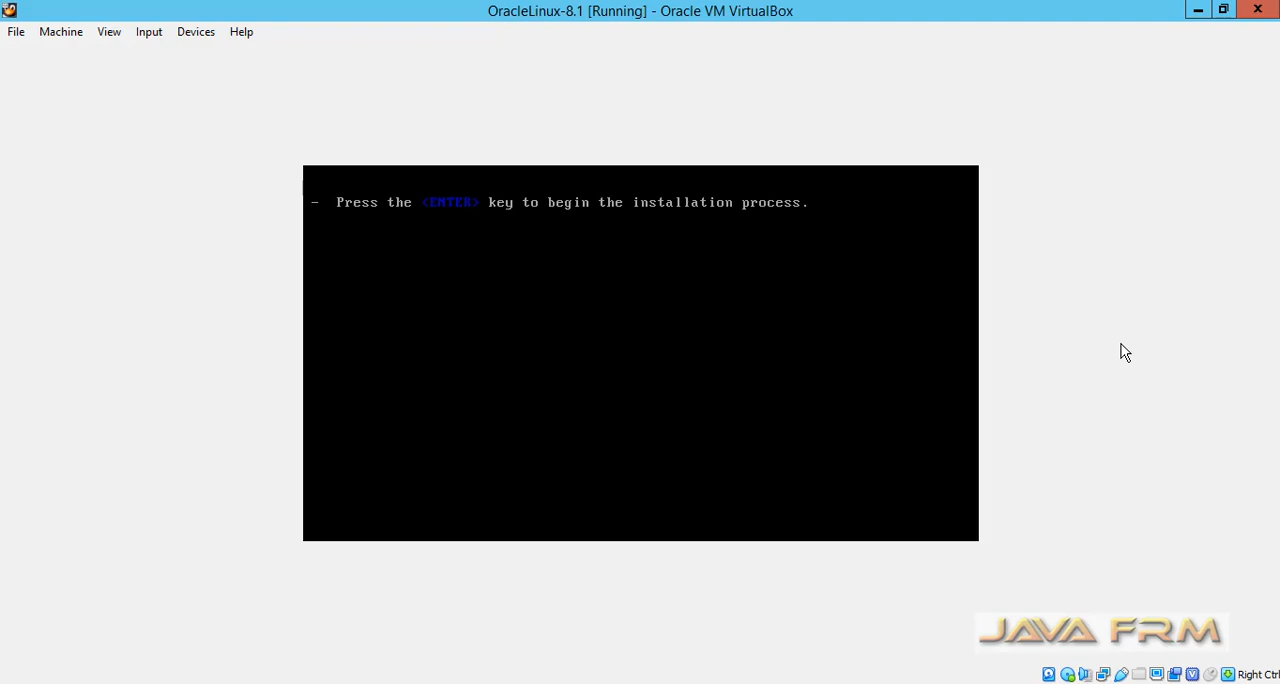 OracleLinux-8.1 [Running] - Oracle VM VirtualBox
File Machine View Input Devices Help
- Press the <ENTER> key to begin the installation process.
JAVA FRM
Right Ctrl